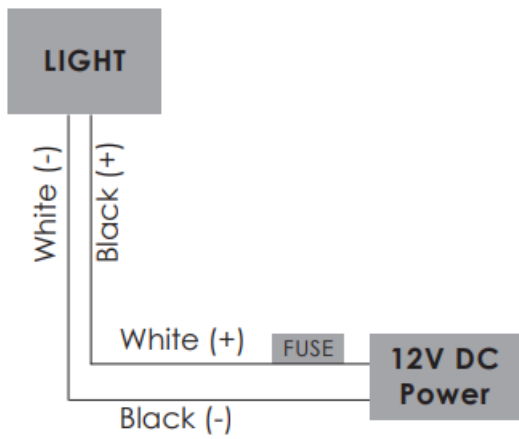 LIGHT
White (-)
Black (+)
White (+)
FUSE
12V DC
Power
Black (-)